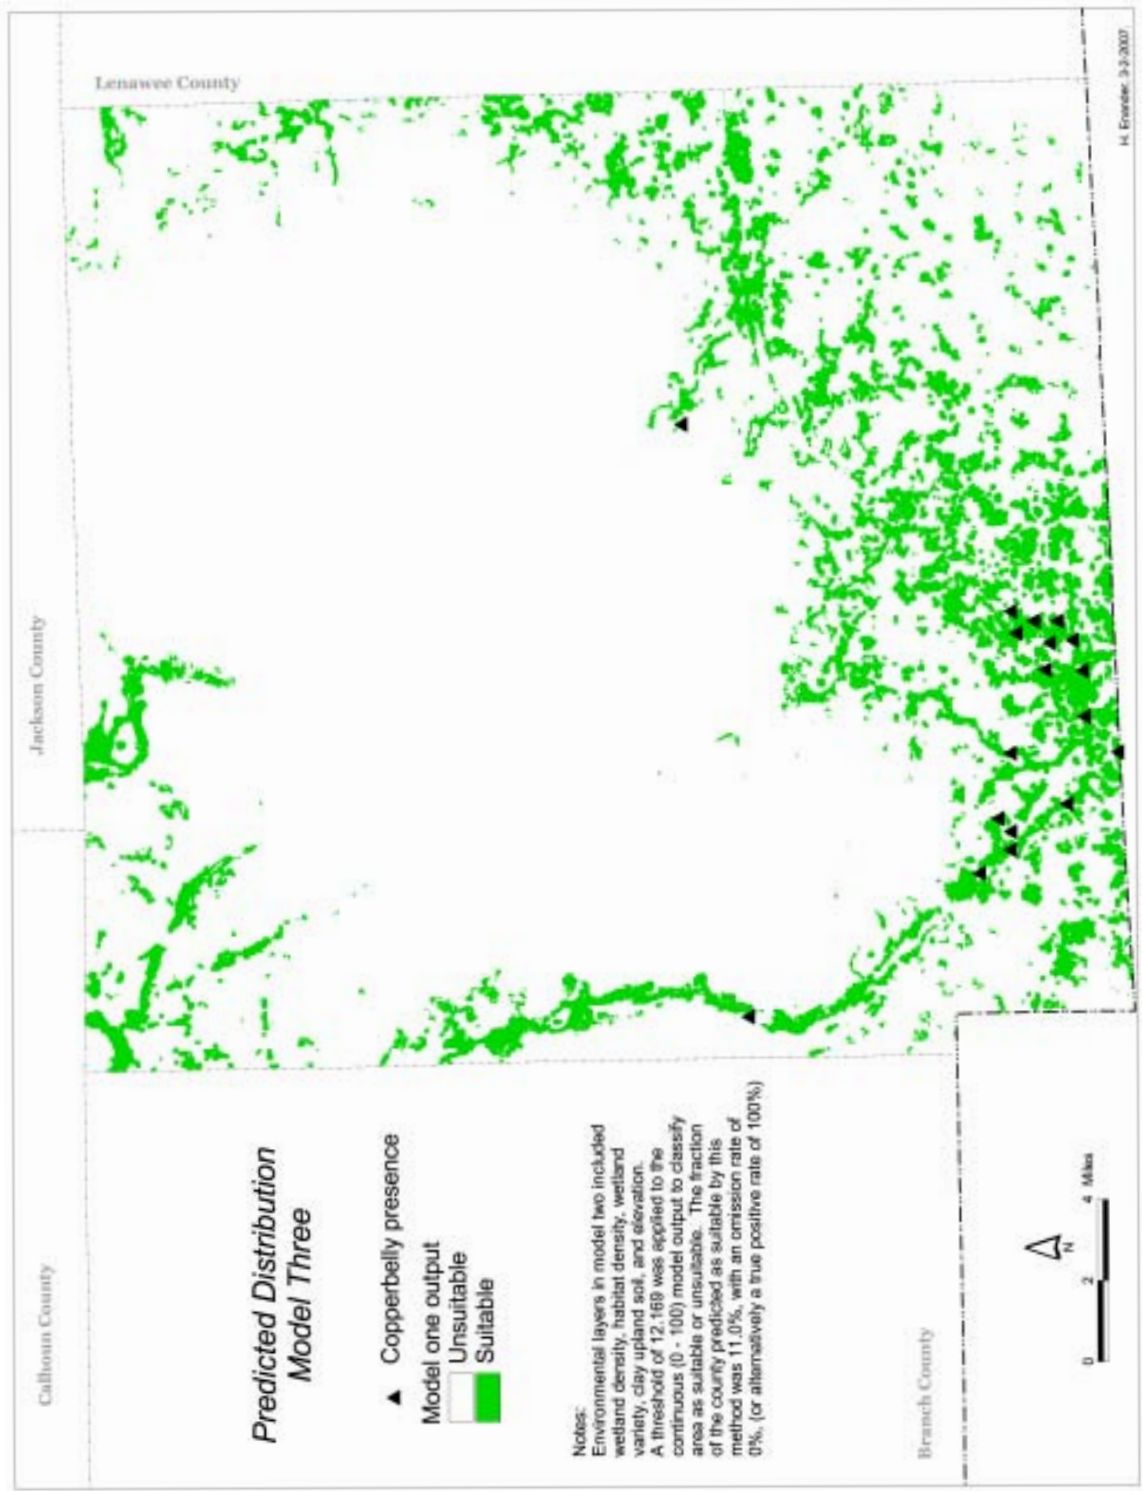 Calhoun County
Jackson County
Lenawee County
Predicted Distribution
Model Three
Copperbelly presence
Model one output
Unsuitable
Suitable
Notes:
Environmental layers in model two included
wetland density, habitat density, wetland
variety, clay upland soil, and elevation.
A threshold of 12.169 was applied to the
continuous (0 - 100) model output to classify
area as suitable or unsuitable. The fraction
of the county predicted as suitable by this
method was 11.0%, with an omission rate of
0%, (or alternatively a true positive rate of 100%)
Branch County
N
0 2 4 Miles
H. Enander,